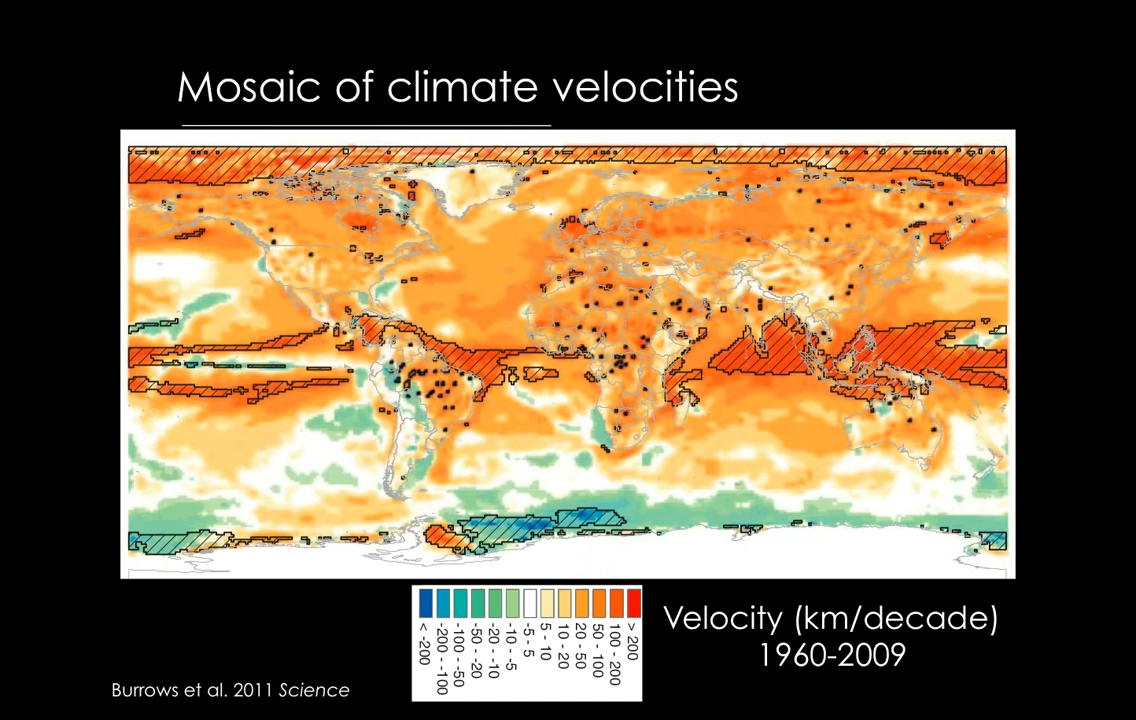 Mosaic of climate velocities
> 200
100 - 200
50 - 100
20 - 50
10 - 20
5 - 10
-5 - 5
-10 - -5
-20 - -10
-50 - -20
-100 - -50
-200 - -100
< -200
Velocity (km/decade)
1960-2009
Burrows et al. 2011 Science